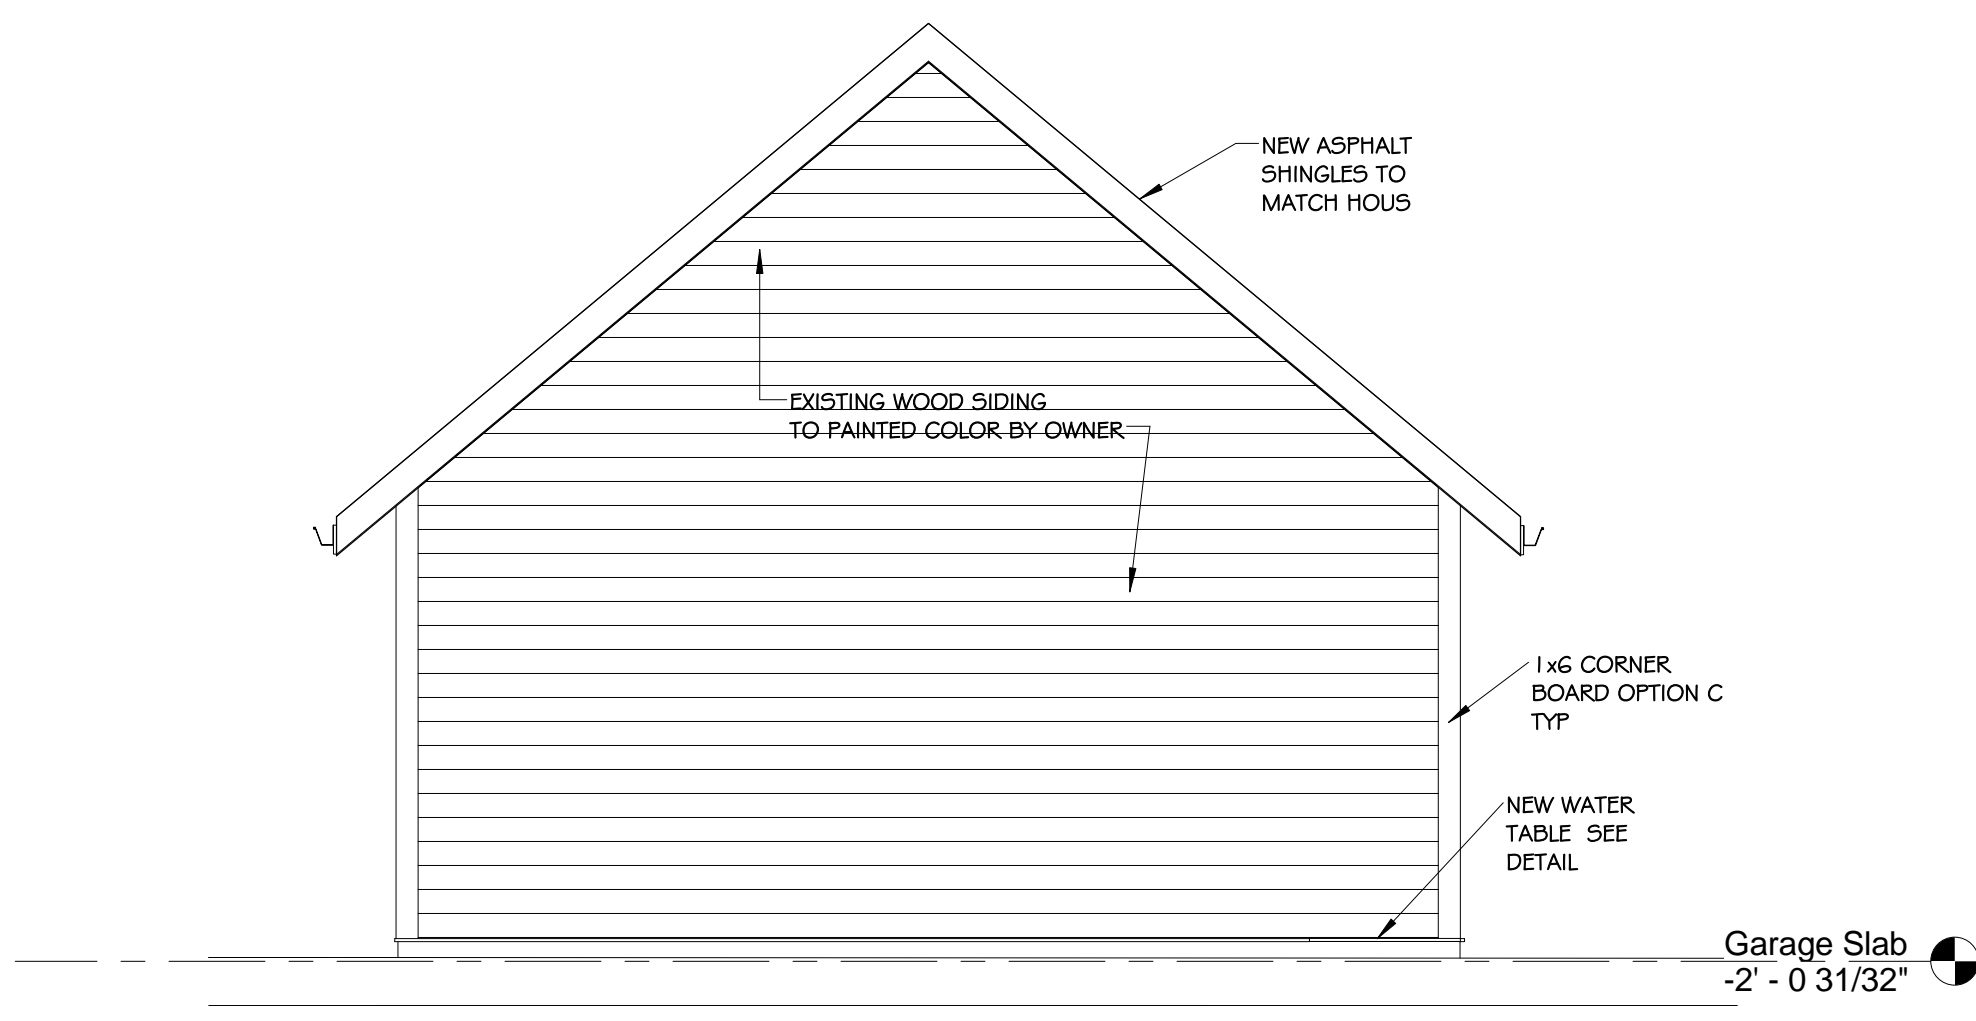 NEW ASPHALT
SHINGLES TO
MATCH HOUS
EXISTING WOOD SIDING
TO PAINTED COLOR BY OWNER
1x6 CORNER
BOARD OPTION C
TYP
NEW WATER
TABLE SEE
DETAIL
Garage Slab
-2' - 0 31/32"